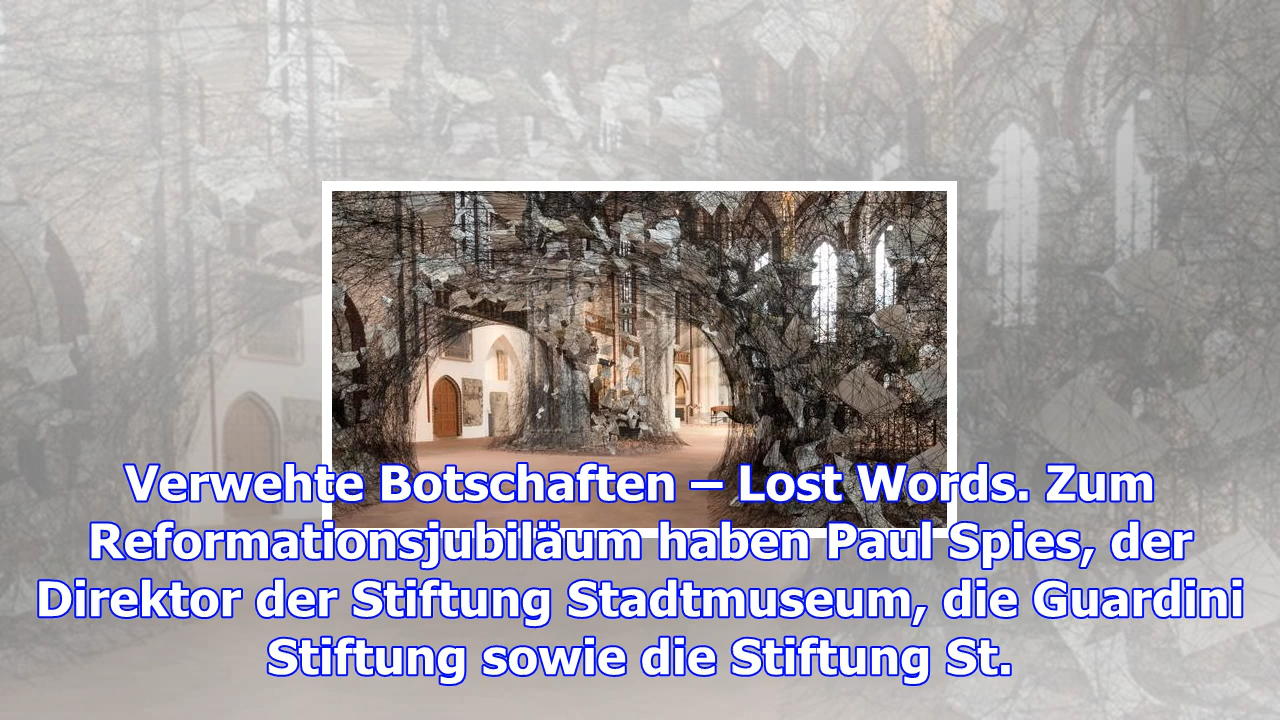 Verwehte Botschaften – Lost Words. Zum
Reformationsjubiläum haben Paul Spies, der
Direktor der Stiftung Stadtmuseum, die Guardini
Stiftung sowie die Stiftung St.